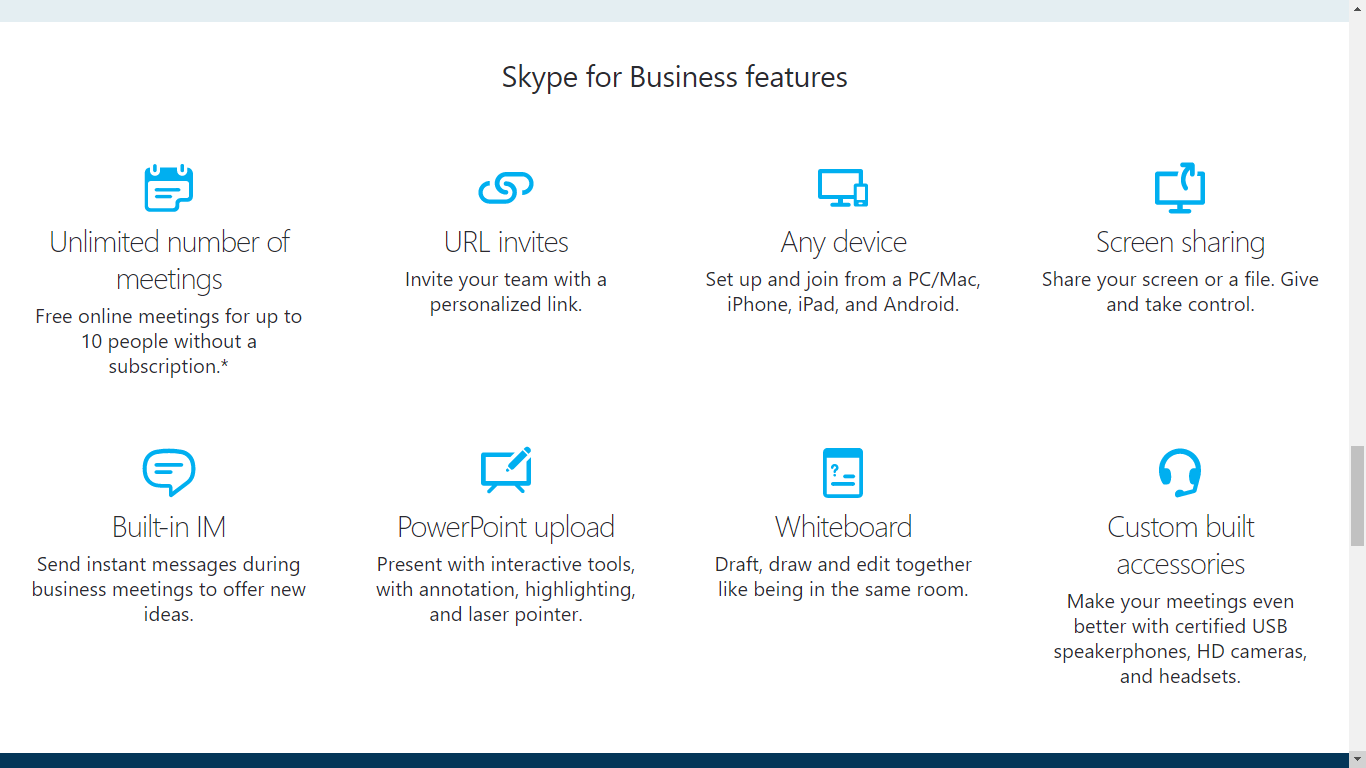 Skype for Business features
Unlimited number of
meetings
Free online meetings for up to
10 people without a
subscription.*
URL invites
Invite your team with a
personalized link.
Any device
Set up and join from a PC/Mac,
iPhone, iPad, and Android.
Screen sharing
Share your screen or a file. Give
and take control.
Built-in IM
Send instant messages during
business meetings to offer new
ideas.
PowerPoint upload
Present with interactive tools,
with annotation, highlighting,
and laser pointer.
?
Whiteboard
Draft, draw and edit together
like being in the same room.
Custom built
accessories
Make your meetings even
better with certified USB
speakerphones, HD cameras,
and headsets.